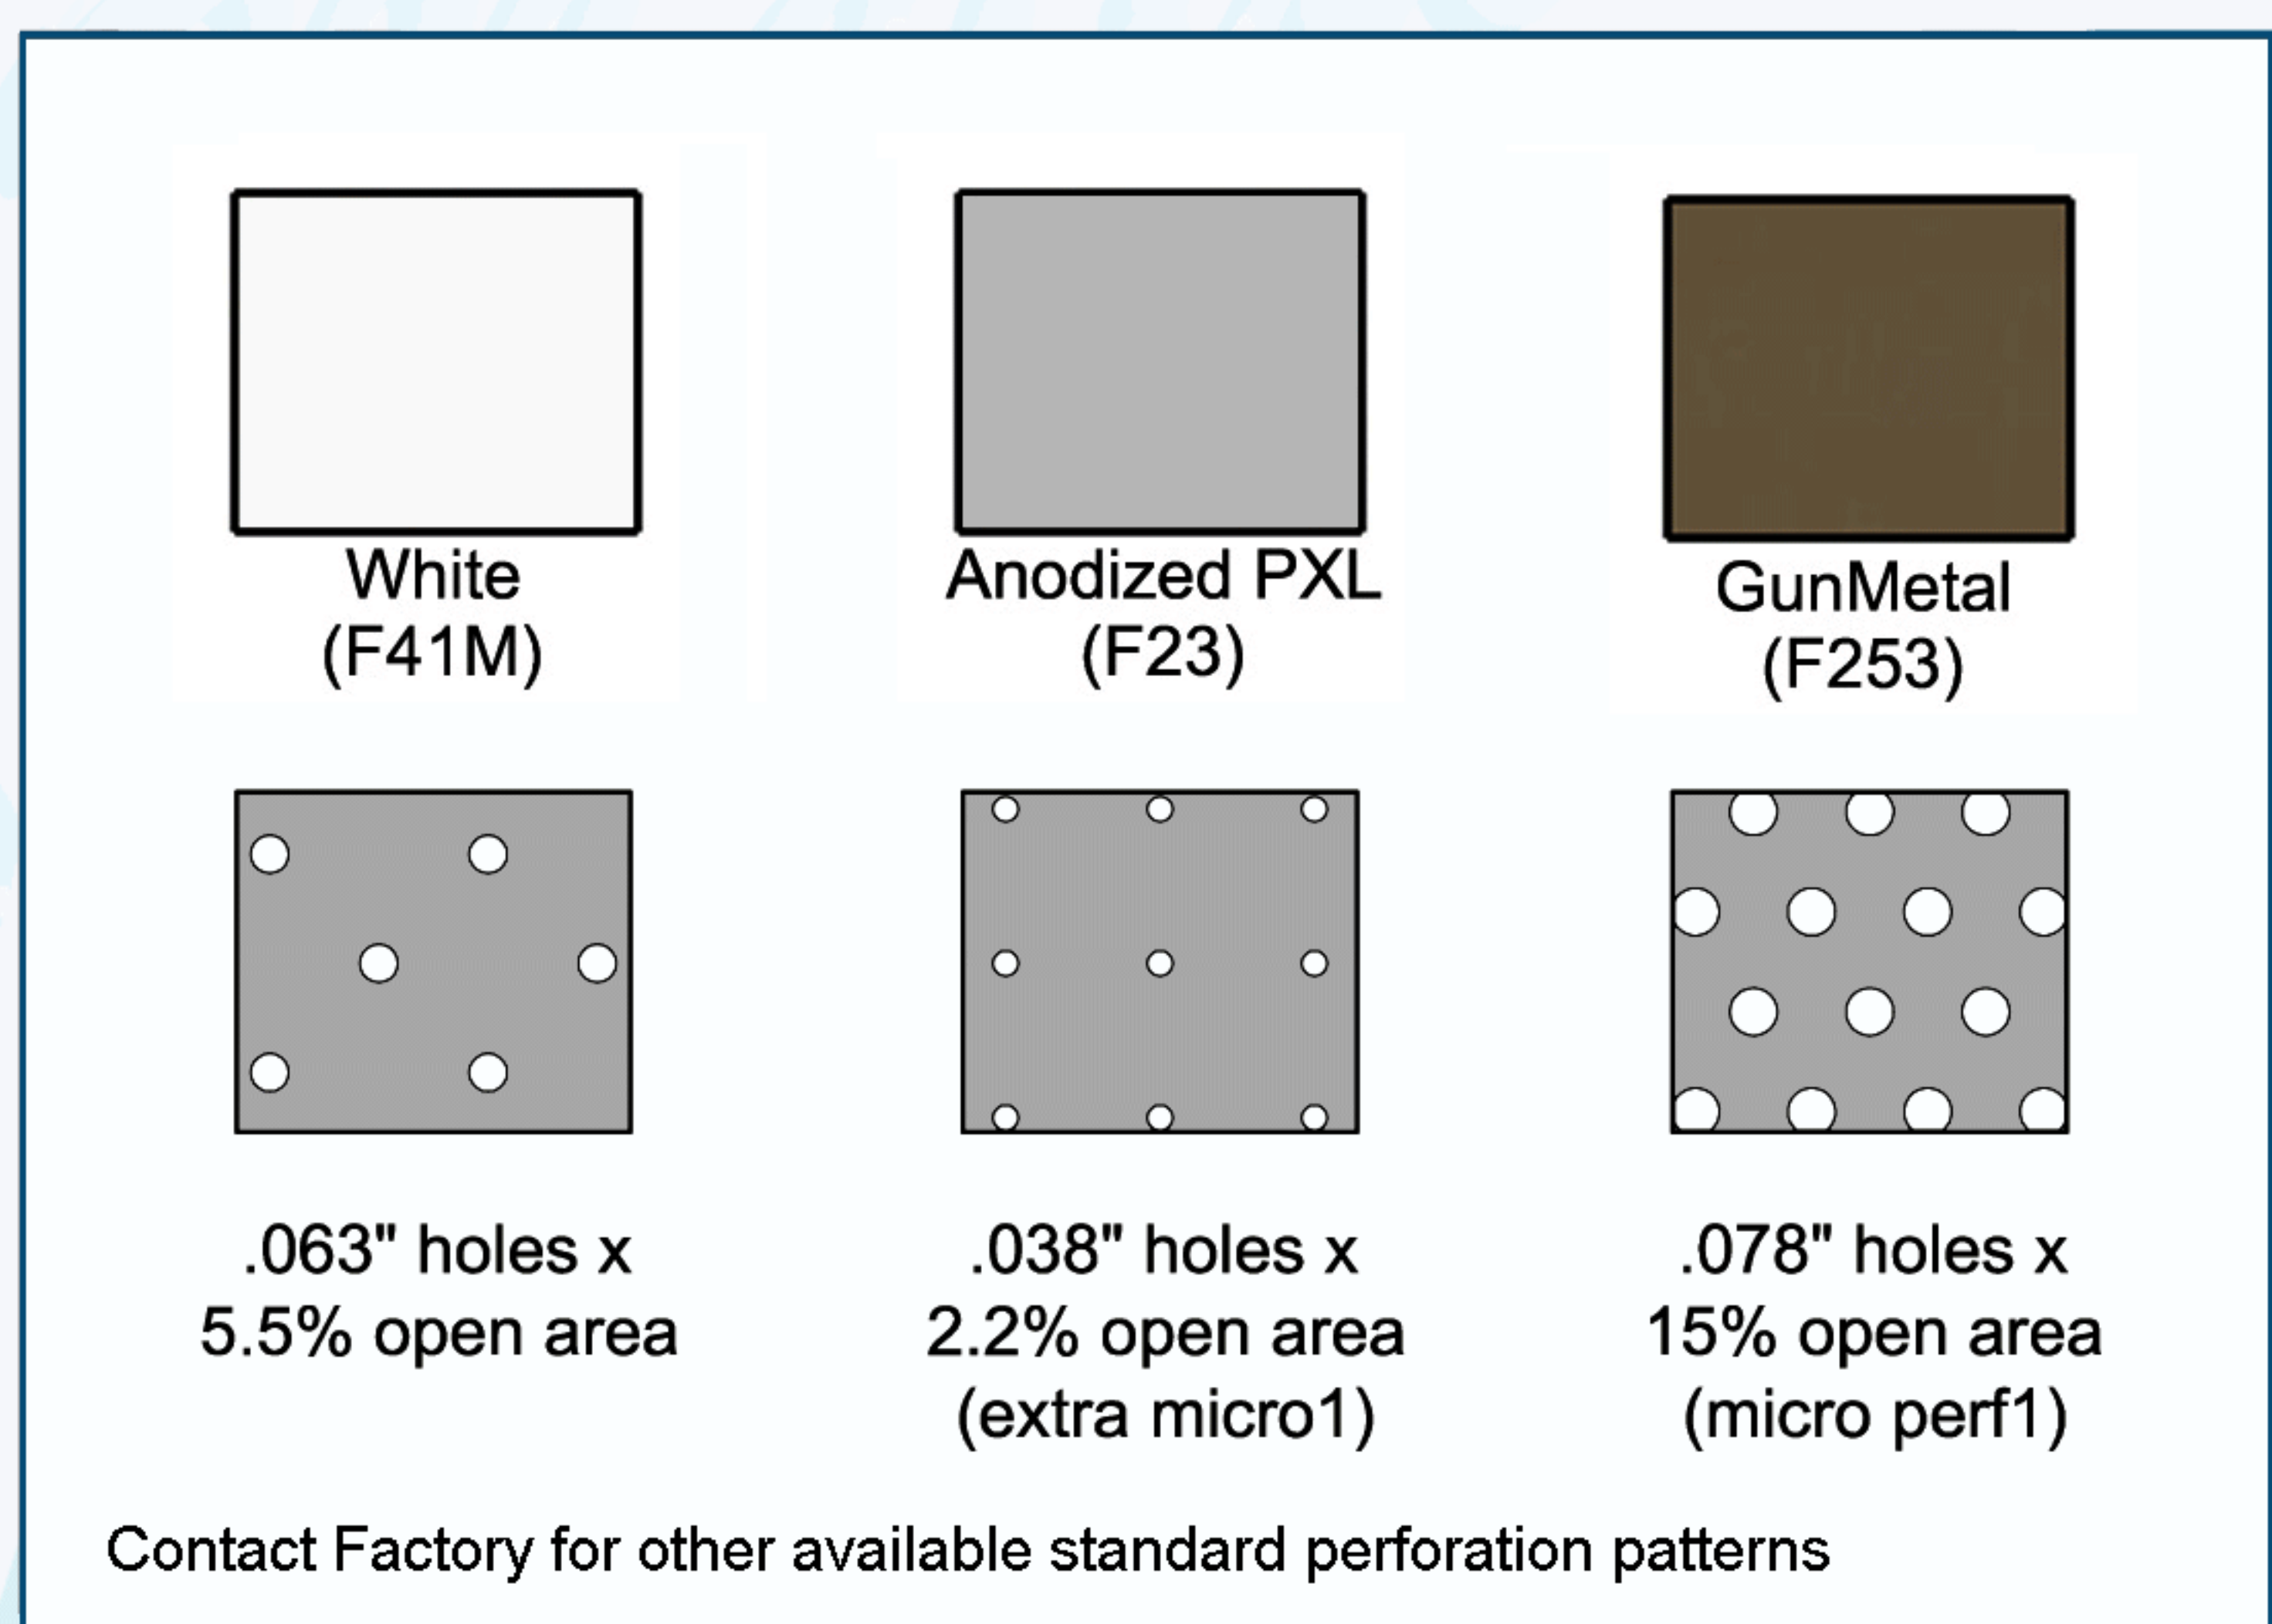 White
(F41M)
Anodized PXL
(F23)
GunMetal
(F253)
.063" holes x
5.5% open area
.038" holes x
2.2% open area
(extra micro1)
.078" holes x
15% open area
(micro perf1)
Contact Factory for other available standard perforation patterns